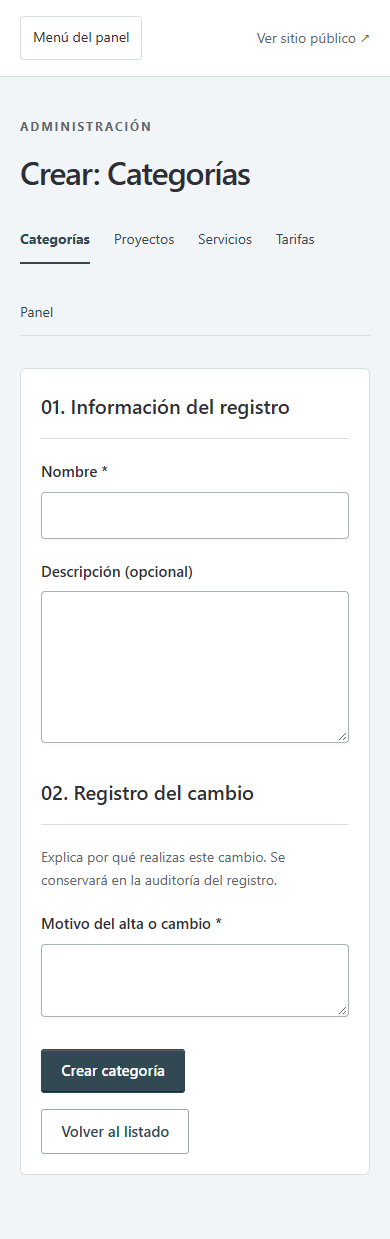 Menú del panel
Ver sitio público ↗
ADMINISTRACIÓN
Crear: Categorías
Categorías Proyectos Servicios Tarifas
Panel
01. Información del registro
Nombre *
Descripción (opcional)
02. Registro del cambio
Explica por qué realizas este cambio. Se
conservará en la auditoría del registro.
Motivo del alta o cambio *
Crear categoría
Volver al listado